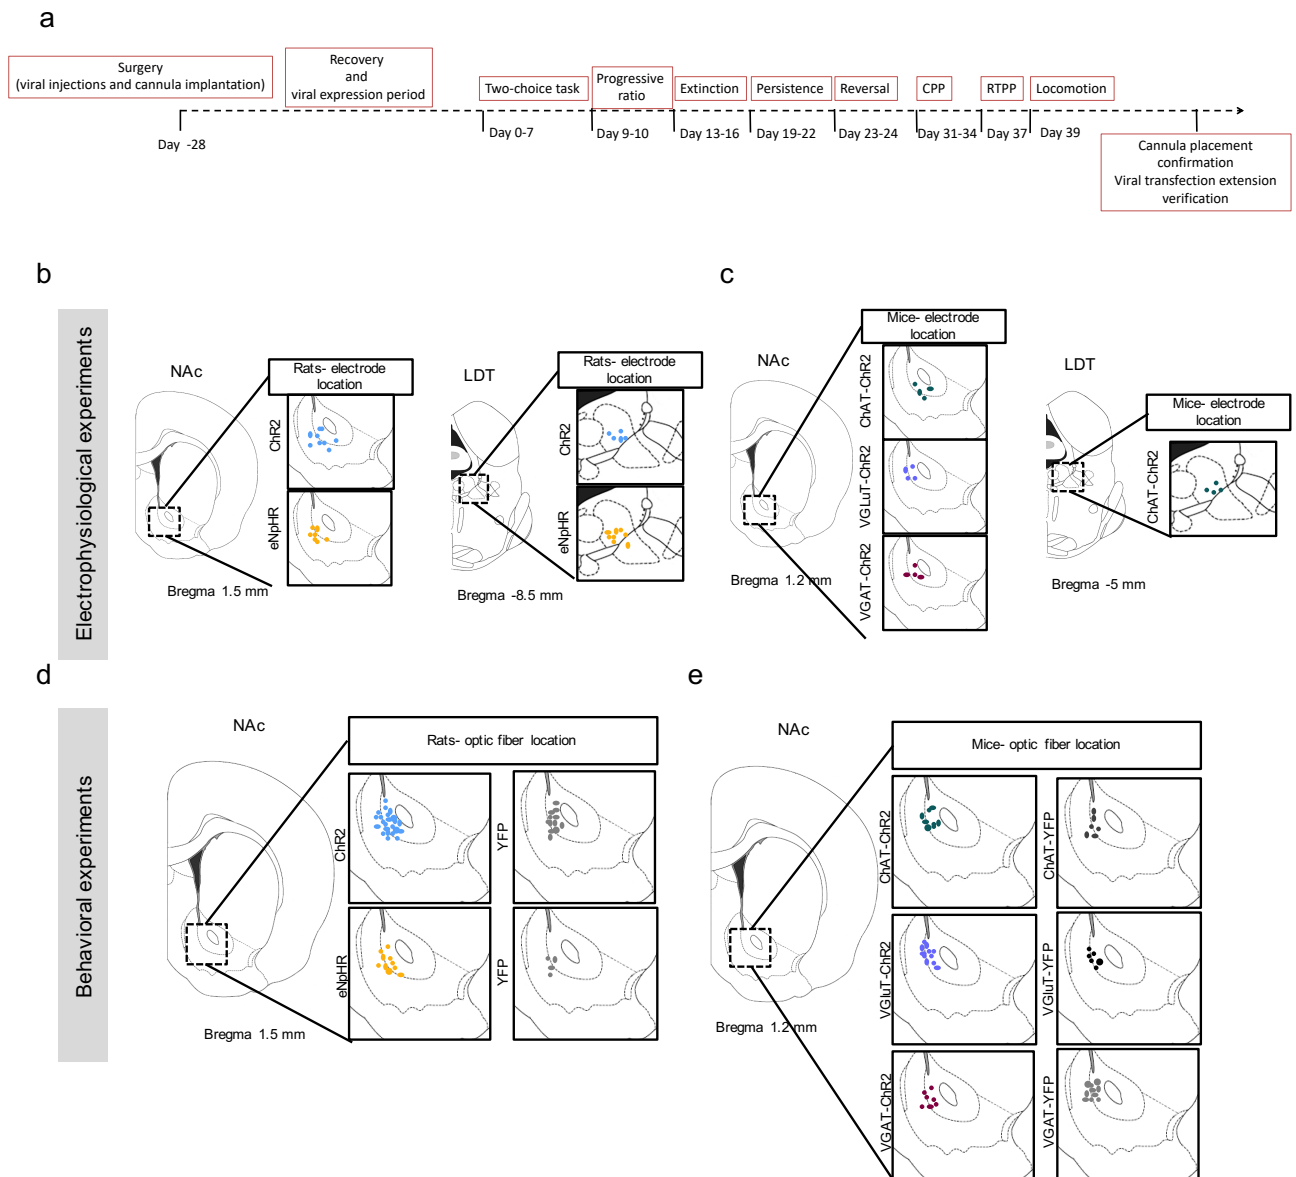 a
Surgery
(viral injections and cannula implantation)
Recovery
and
viral expression period
Two-choice task
Progressive
ratio
Extinction
Persistence
Reversal
CPP
RTPP
Locomotion
Day -28
Day 0-7
Day 9-10
Day 13-16
Day 19-22
Day 23-24
Day 31-34
Day 37
Day 39
Cannula placement
confirmation
Viral transfection extension
verification
b
Electrophysiological experiments
NAc
Rats- electrode
location
ChR2
eNpHR
Bregma 1.5 mm
LDT
Rats- electrode
location
ChR2
eNpHR
Bregma -8.5 mm
c
NAc
Mice- electrode
location
ChAT-ChR2
VGLuT-ChR2
VGAT-ChR2
Bregma 1.2 mm
LDT
Mice- electrode
location
ChAT-ChR2
Bregma -5 mm
d
Behavioral experiments
NAc
Rats- optic fiber location
ChR2
YFP
eNpHR
YFP
Bregma 1.5 mm
e
NAc
Mice- optic fiber location
ChAT-ChR2
ChAT-YFP
VGluT-ChR2
VGluT-YFP
VGAT-ChR2
VGAT-YFP
Bregma 1.2 mm